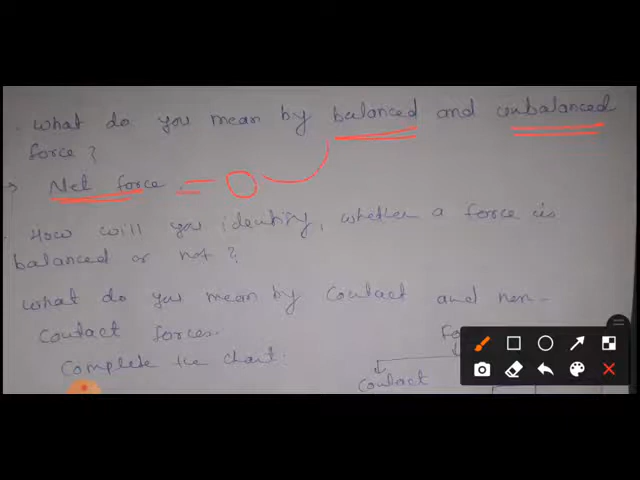 . What do you mean by balanced and unbalanced
force?
→ Net force = 0
. How will you identify, whether a force is
balanced or not?
What do you mean by Contact and non-
Contact forces.
Complete the chart.
Fo
Contact